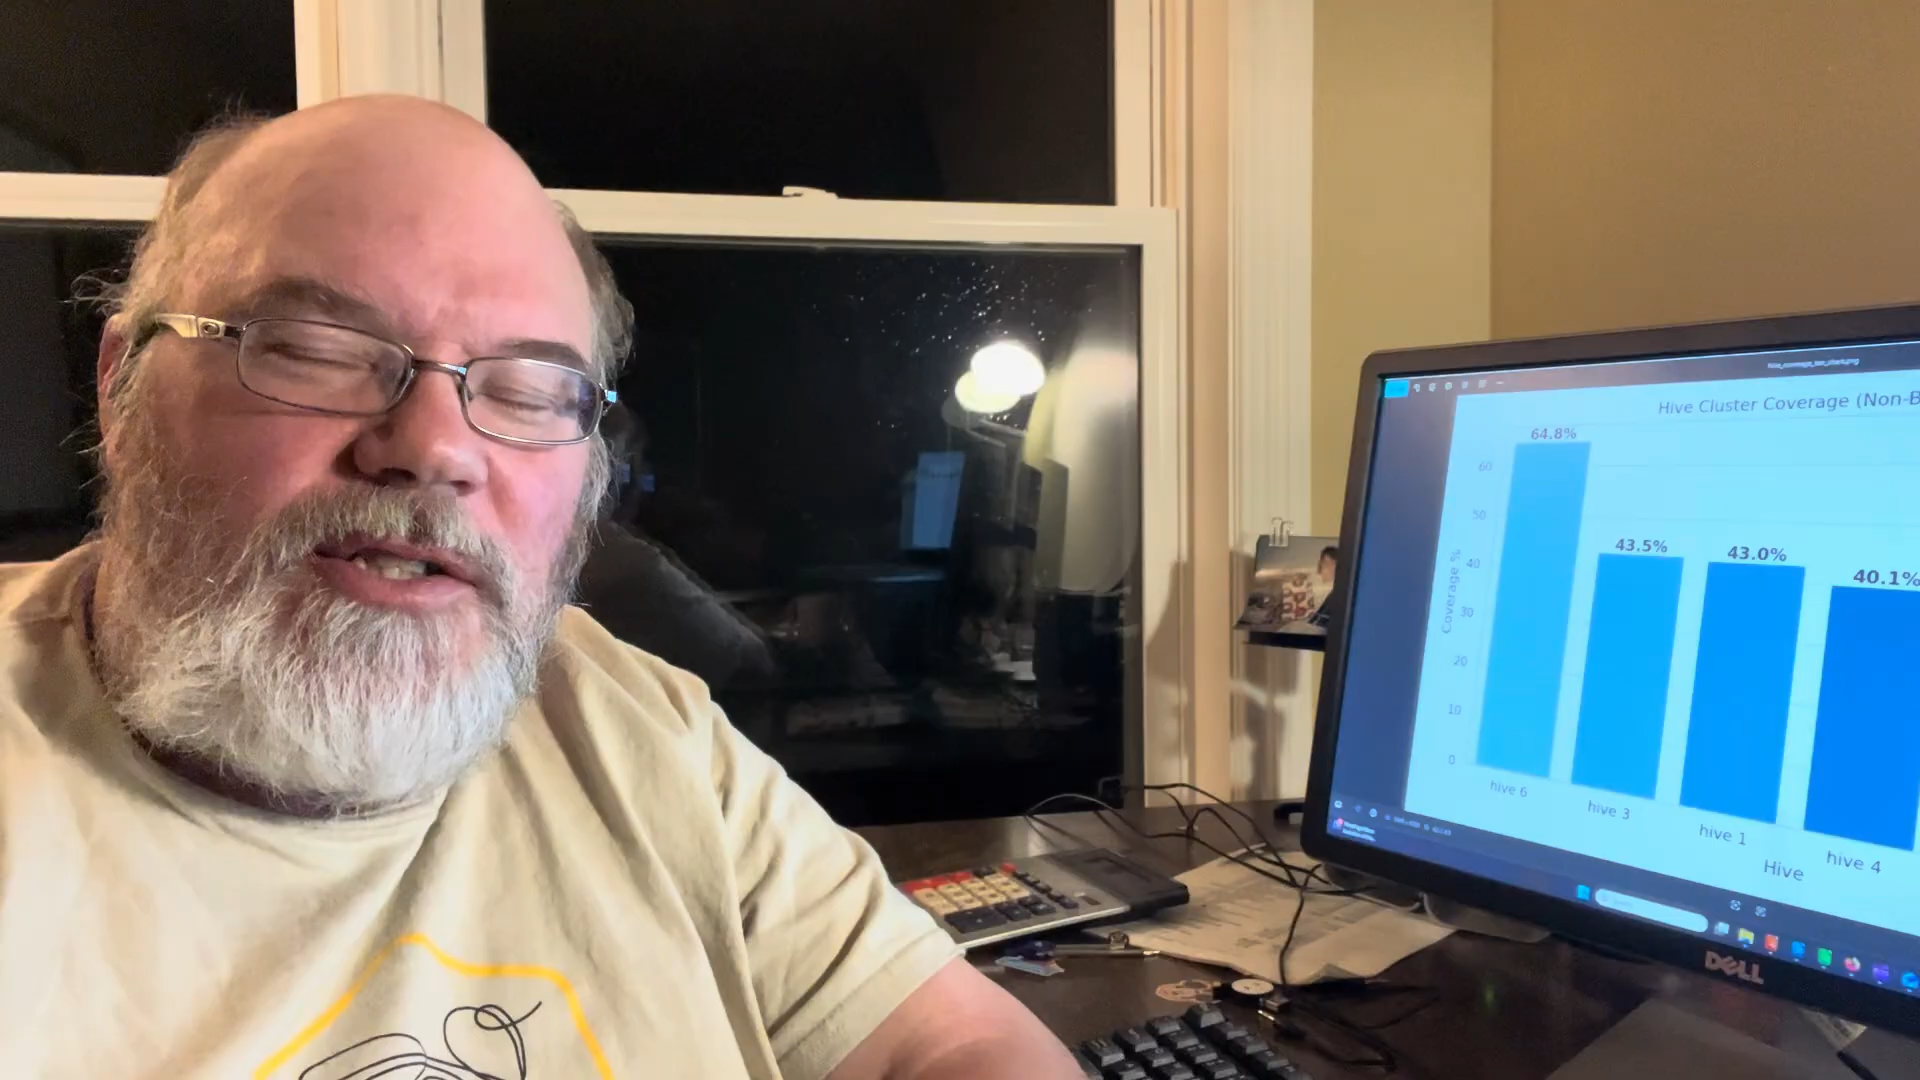 Hive Cluster Coverage (Non-B
64.8%
43.5%
43.0%
40.1%
60
50
40
30
20
10
0
Coverage %
hive 6
hive 3
hive 1
hive 4
Hive
DELL